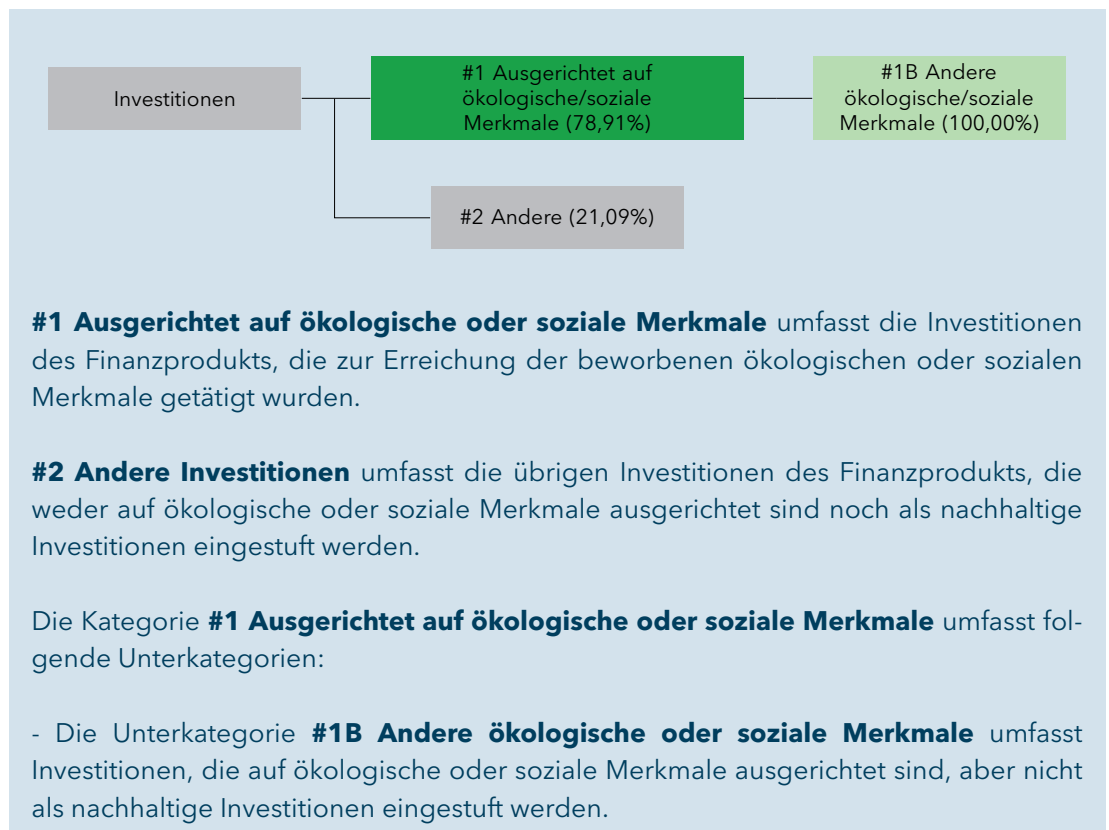 Investitionen
#1 Ausgerichtet auf
ökologische/soziale
Merkmale (78,91%)
#1B Andere
ökologische/soziale
Merkmale (100,00%)
#2 Andere (21,09%)
#1 Ausgerichtet auf ökologische oder soziale Merkmale umfasst die Investitionen
des Finanzprodukts, die zur Erreichung der beworbenen ökologischen oder sozialen
Merkmale getätigt wurden.
#2 Andere Investitionen umfasst die übrigen Investitionen des Finanzprodukts, die
weder auf ökologische oder soziale Merkmale ausgerichtet sind noch als nachhaltige
Investitionen eingestuft werden.
Die Kategorie #1 Ausgerichtet auf ökologische oder soziale Merkmale umfasst fol-
gende Unterkategorien:
- Die Unterkategorie #1B Andere ökologische oder soziale Merkmale umfasst
Investitionen, die auf ökologische oder soziale Merkmale ausgerichtet sind, aber nicht
als nachhaltige Investitionen eingestuft werden.